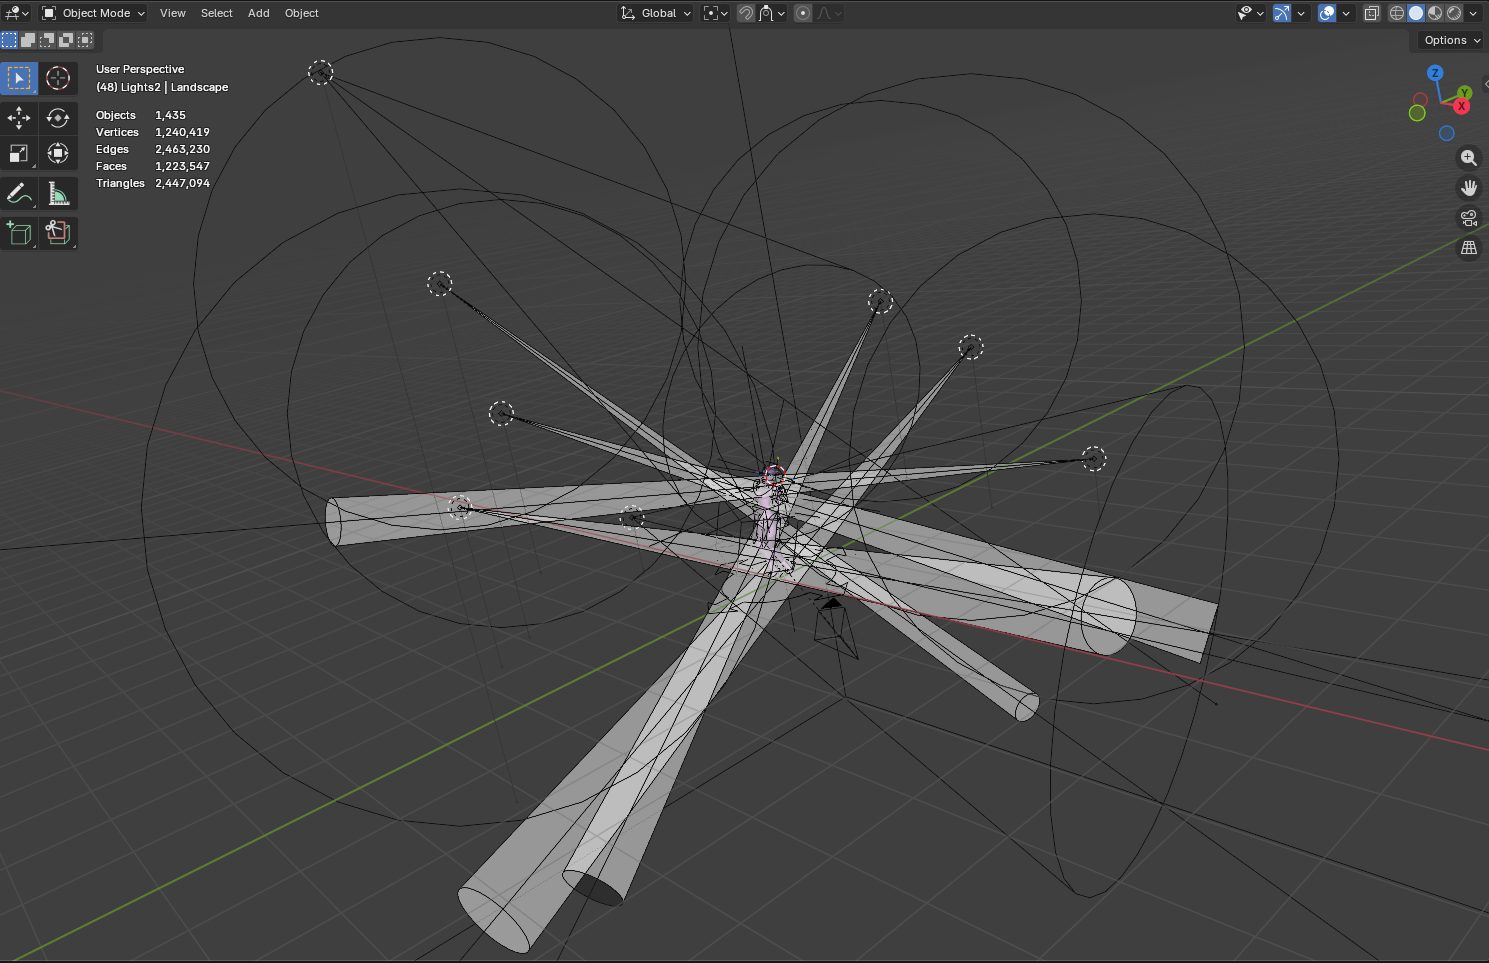 Object Mode View Select Add Object Global
Options
User Perspective
(48) Lights2 | Landscape
Objects 1,435
Vertices 1,240,419
Edges 2,463,230
Faces 1,223,547
Triangles 2,447,094
Z
Y
X